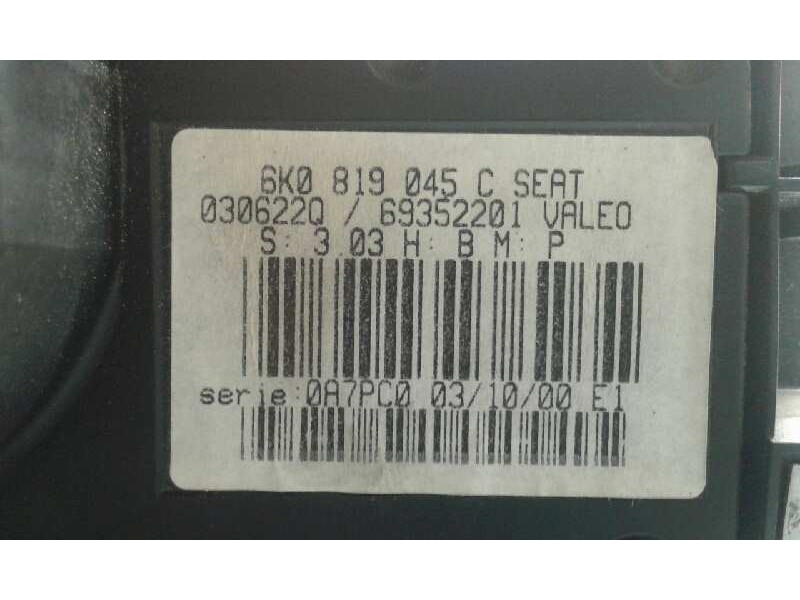 6K0 819 045 C SEAT
030622Q / 69352201 VALEO
S: 3.03 H: B M: P
serie:0A7PC0 03/10/00 E1